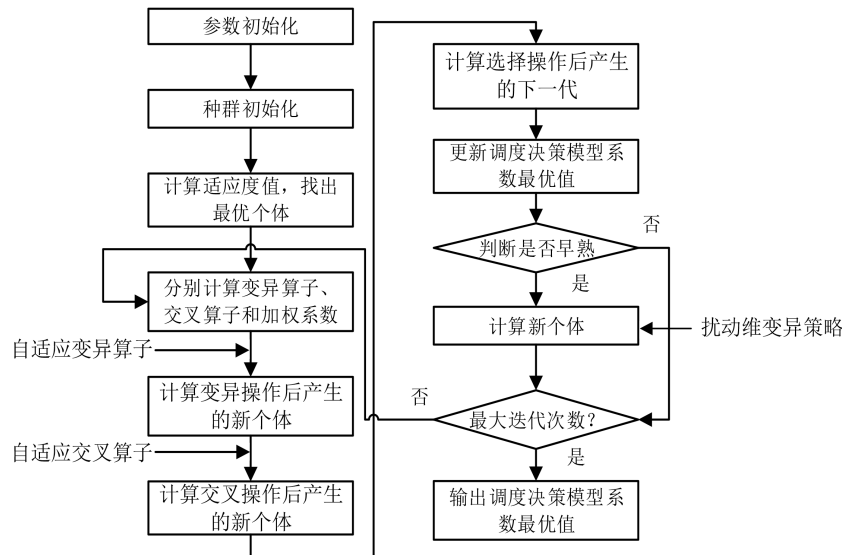 参数初始化
种群初始化
计算适应度值，找出
最优个体
分别计算变异算子、
交叉算子和加权系数
自适应变异算子
计算变异操作后产生
的新个体
自适应交叉算子
计算交叉操作后产生
的新个体
计算选择操作后产生
的下一代
更新调度决策模型系
数最优值
判断是否早熟
否
是
计算新个体
扰动维变异策略
最大迭代次数？
否
是
输出调度决策模型系
数最优值